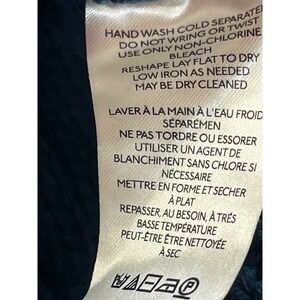 HAND WASH COLD SEPARATE
DO NOT WRING OR TWIST
USE ONLY NON-CHLORINE
BLEACH
RESHAPE LAY FLAT TO DRY
LOW IRON AS NEEDED
MAY BE DRY CLEANED
LAVER À LA MAIN À L'EAU FROID
SÉPARÉMEN
NE PAS TORDRE OU ESSORER
UTILISER UN AGENT DE
BLANCHIMENT SANS CHLORE SI
NÉCESSAIRE
METTRE EN FORME ET SECHER
À PLAT
REPASSER, AU BESOIN, À TRÉS
BASSE TEMPÉRATURE
PEUT-ÊTRE ÊTRE NETTOYÉE
À SEC